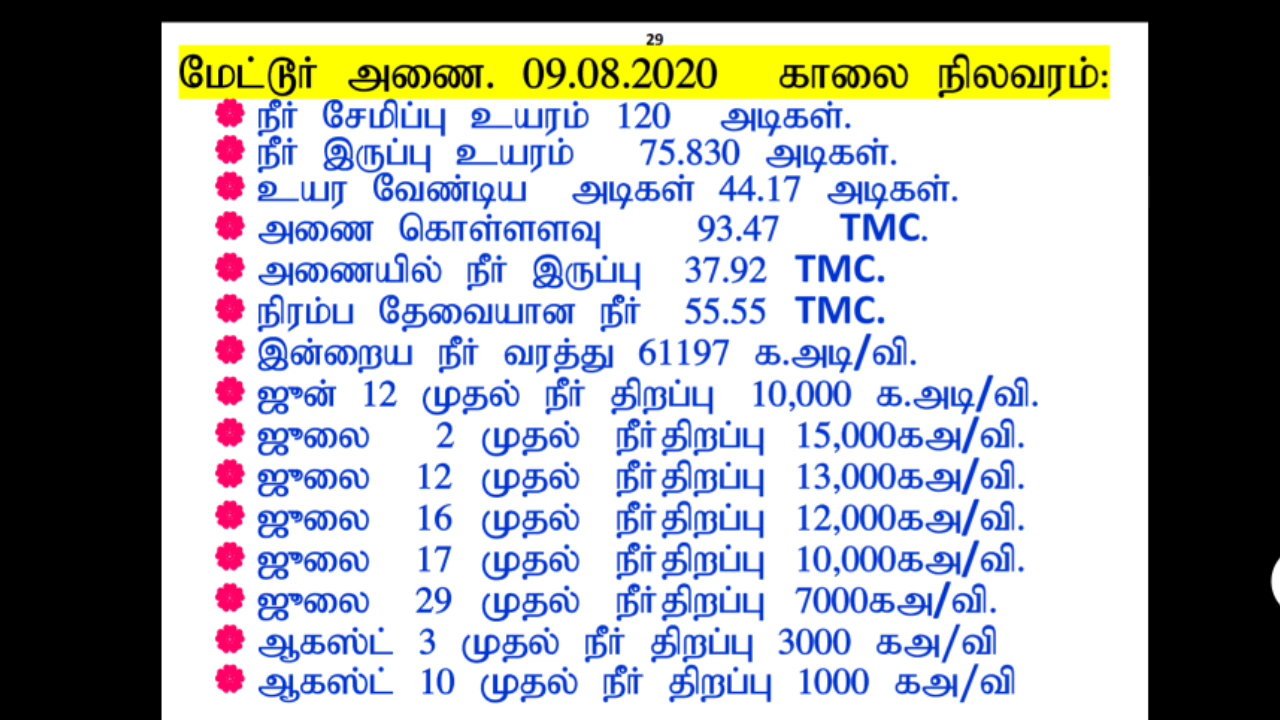 29
மேட்டூர் அணை. 09.08.2020 காலை நிலவரம்:
நீர் சேமிப்பு உயரம் 120 அடிகள்.
நீர் இருப்பு உயரம் 75.830 அடிகள்.
உயர வேண்டிய அடிகள் 44.17 அடிகள்.
அணை கொள்ளளவு 93.47 TMC.
அணையில் நீர் இருப்பு 37.92 TMC.
நிரம்ப தேவையான நீர் 55.55 TMC.
இன்றைய நீர் வரத்து 61197 க.அடி/வி.
ஜுன் 12 முதல் நீர் திறப்பு 10,000 க.அடி/வி.
ஜுலை 2 முதல் நீர்திறப்பு 15,000கஅ/வி.
ஜுலை 12 முதல் நீர்திறப்பு 13,000கஅ/வி.
ஜுலை 16 முதல் நீர்திறப்பு 12,000கஅ/வி.
ஜுலை 17 முதல் நீர்திறப்பு 10,000கஅ/வி.
ஜுலை 29 முதல் நீர்திறப்பு 7000கஅ/வி.
ஆகஸ்ட் 3 முதல் நீர் திறப்பு 3000 கஅ/வி
ஆகஸ்ட் 10 முதல் நீர் திறப்பு 1000 கஅ/வி